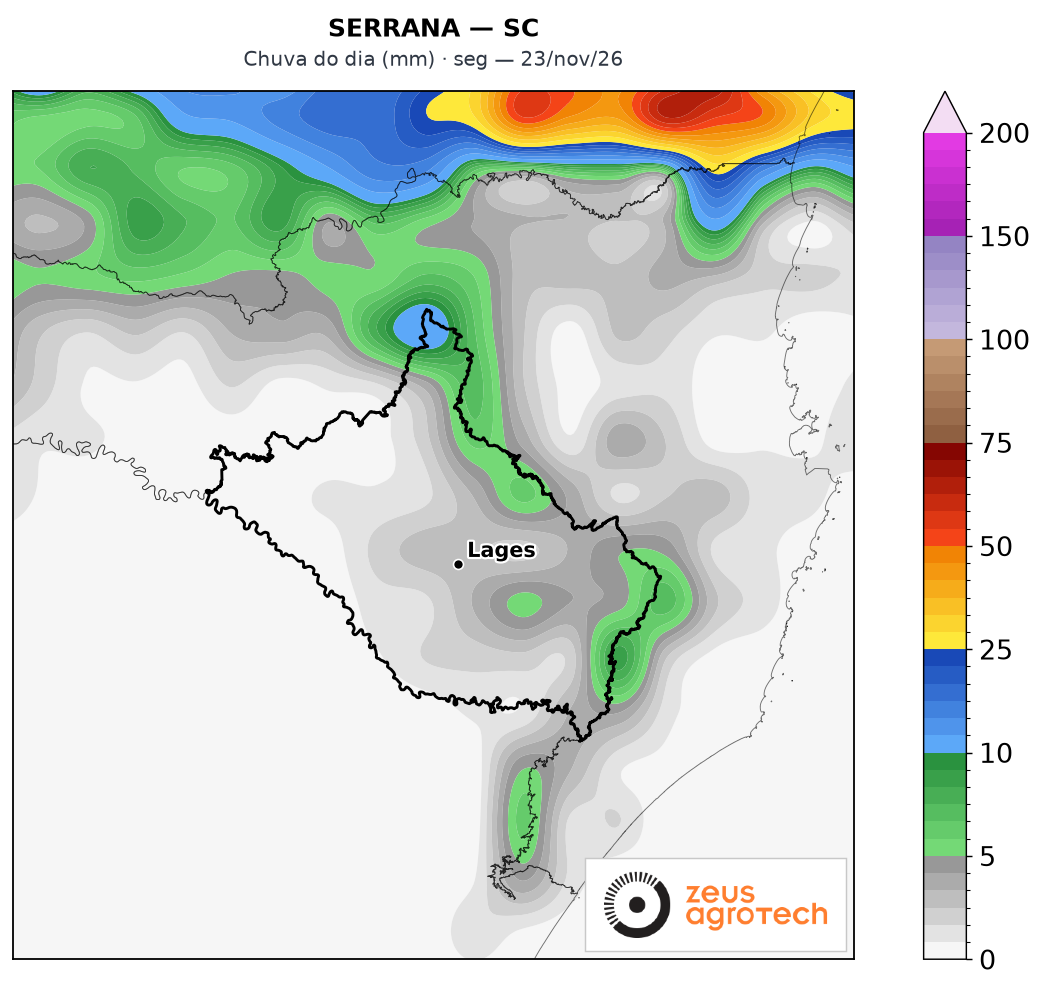 SERRANA — SC
Chuva do dia (mm) · seg — 23/nov/26
200
150
100
75
50
25
10
5
0
Lages
zeus
agrotech